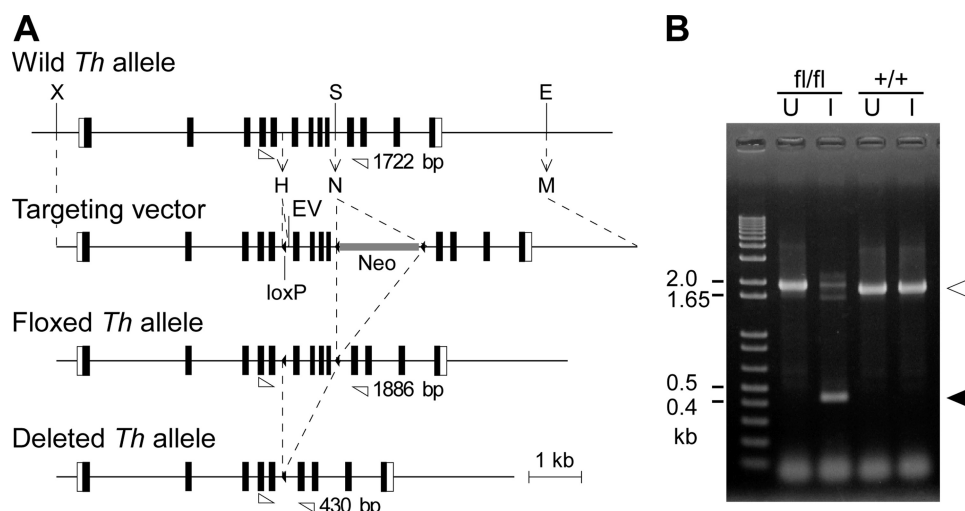 A
Wild Th allele
X S E
1722 bp
H N M
Targeting vector
EV
Neo
loxP
Floxed Th allele
1886 bp
Deleted Th allele
1 kb
430 bp
B
fl/fl +/+
U I U I
2.0
1.65
0.5
0.4
kb